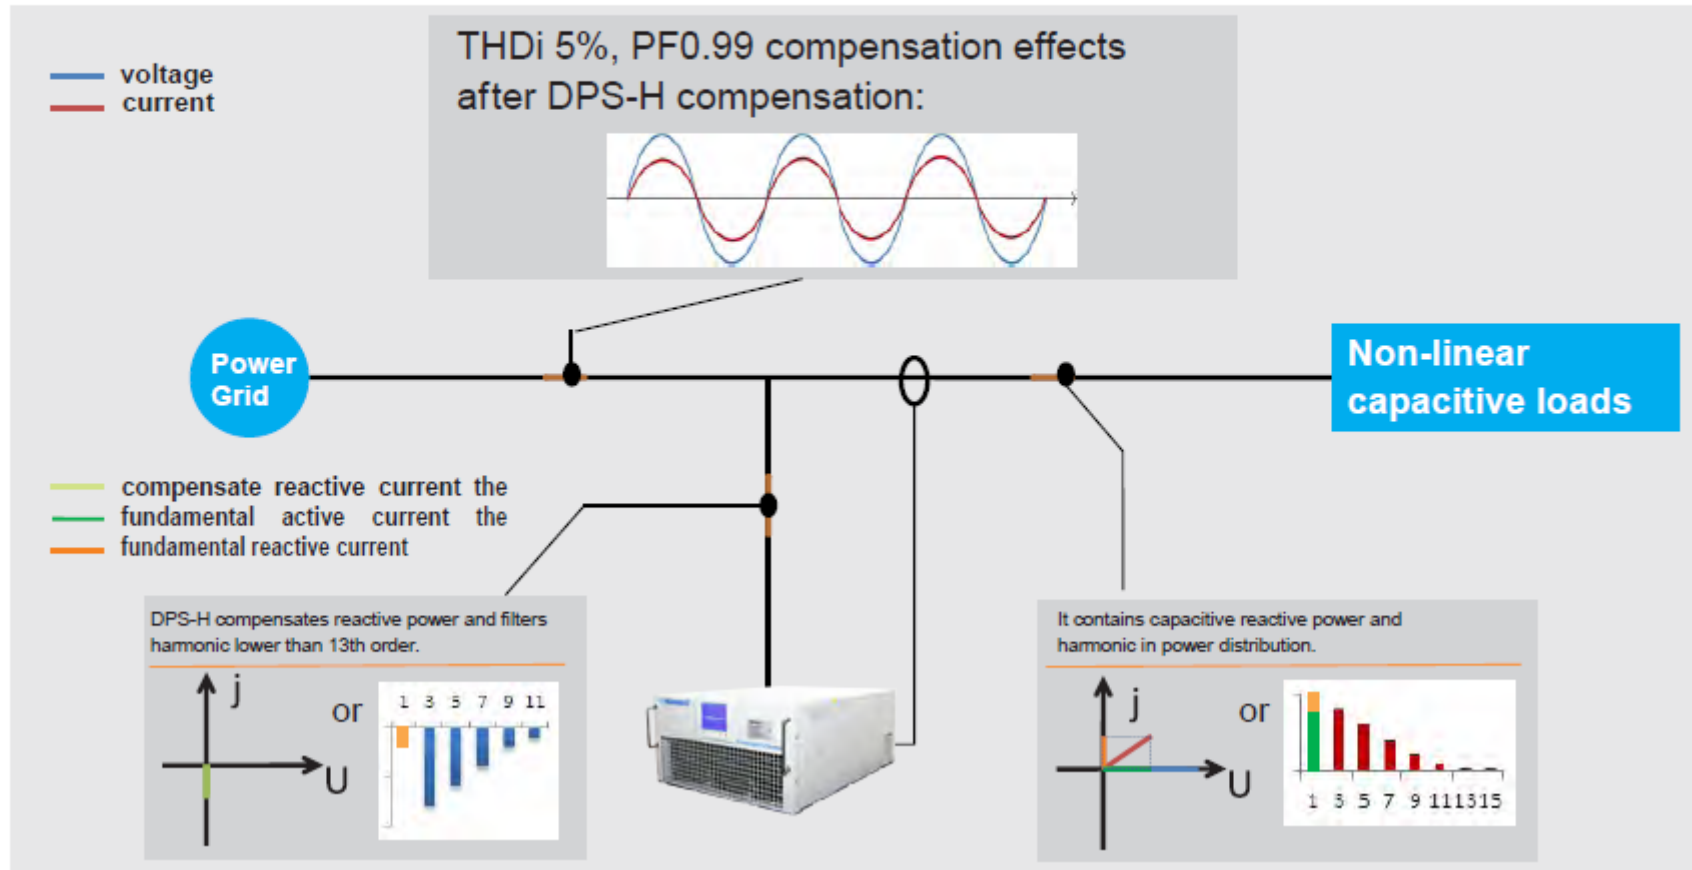 THDi 5%, PF0.99 compensation effects
after DPS-H compensation:
voltage
current
Power
Grid
Non-linear
capacitive loads
compensate reactive current the
fundamental active current the
fundamental reactive current
DPS-H compensates reactive power and filters
harmonic lower than 13th order.
j
or
1 3 5 7 9 11
U
It contains capacitive reactive power and
harmonic in power distribution.
j
or
U
1 3 5 7 9 11 13 15